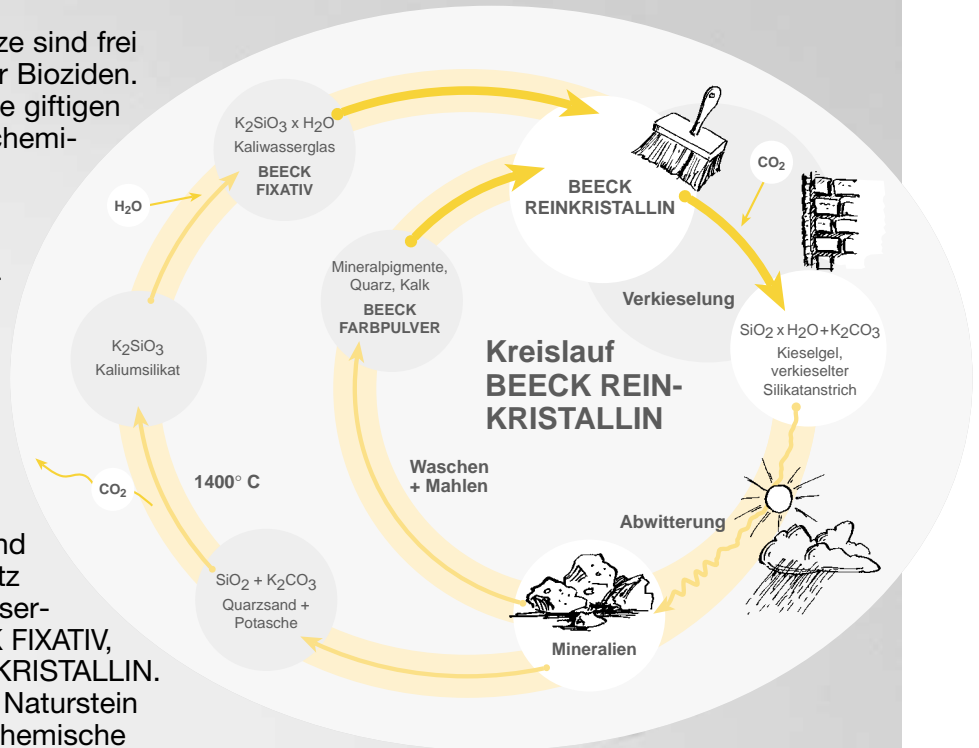 ze sind frei
r Bioziden.
e giftigen
chemi-
nd
tz
ser-
K FIXATIV,
KRISTALLIN.
Naturstein
hemische
K2SiO3 x H2O
Kaliwasserglas
BEECK
FIXATIV
H2O
K2SiO3
Kaliumsilikat
CO2
1400° C
SiO2 + K2CO3
Quarzsand +
Potasche
Mineralpigmente,
Quarz, Kalk
BEECK
FARBPULVER
BEECK
REINKRISTALLIN
CO2
Verkieselung
SiO2 x H2O+K2CO3
Kieselgel,
verkieselter
Silikatanstrich
Kreislauf
BEECK REIN-
KRISTALLIN
Waschen
+ Mahlen
Abwitterung
Mineralien